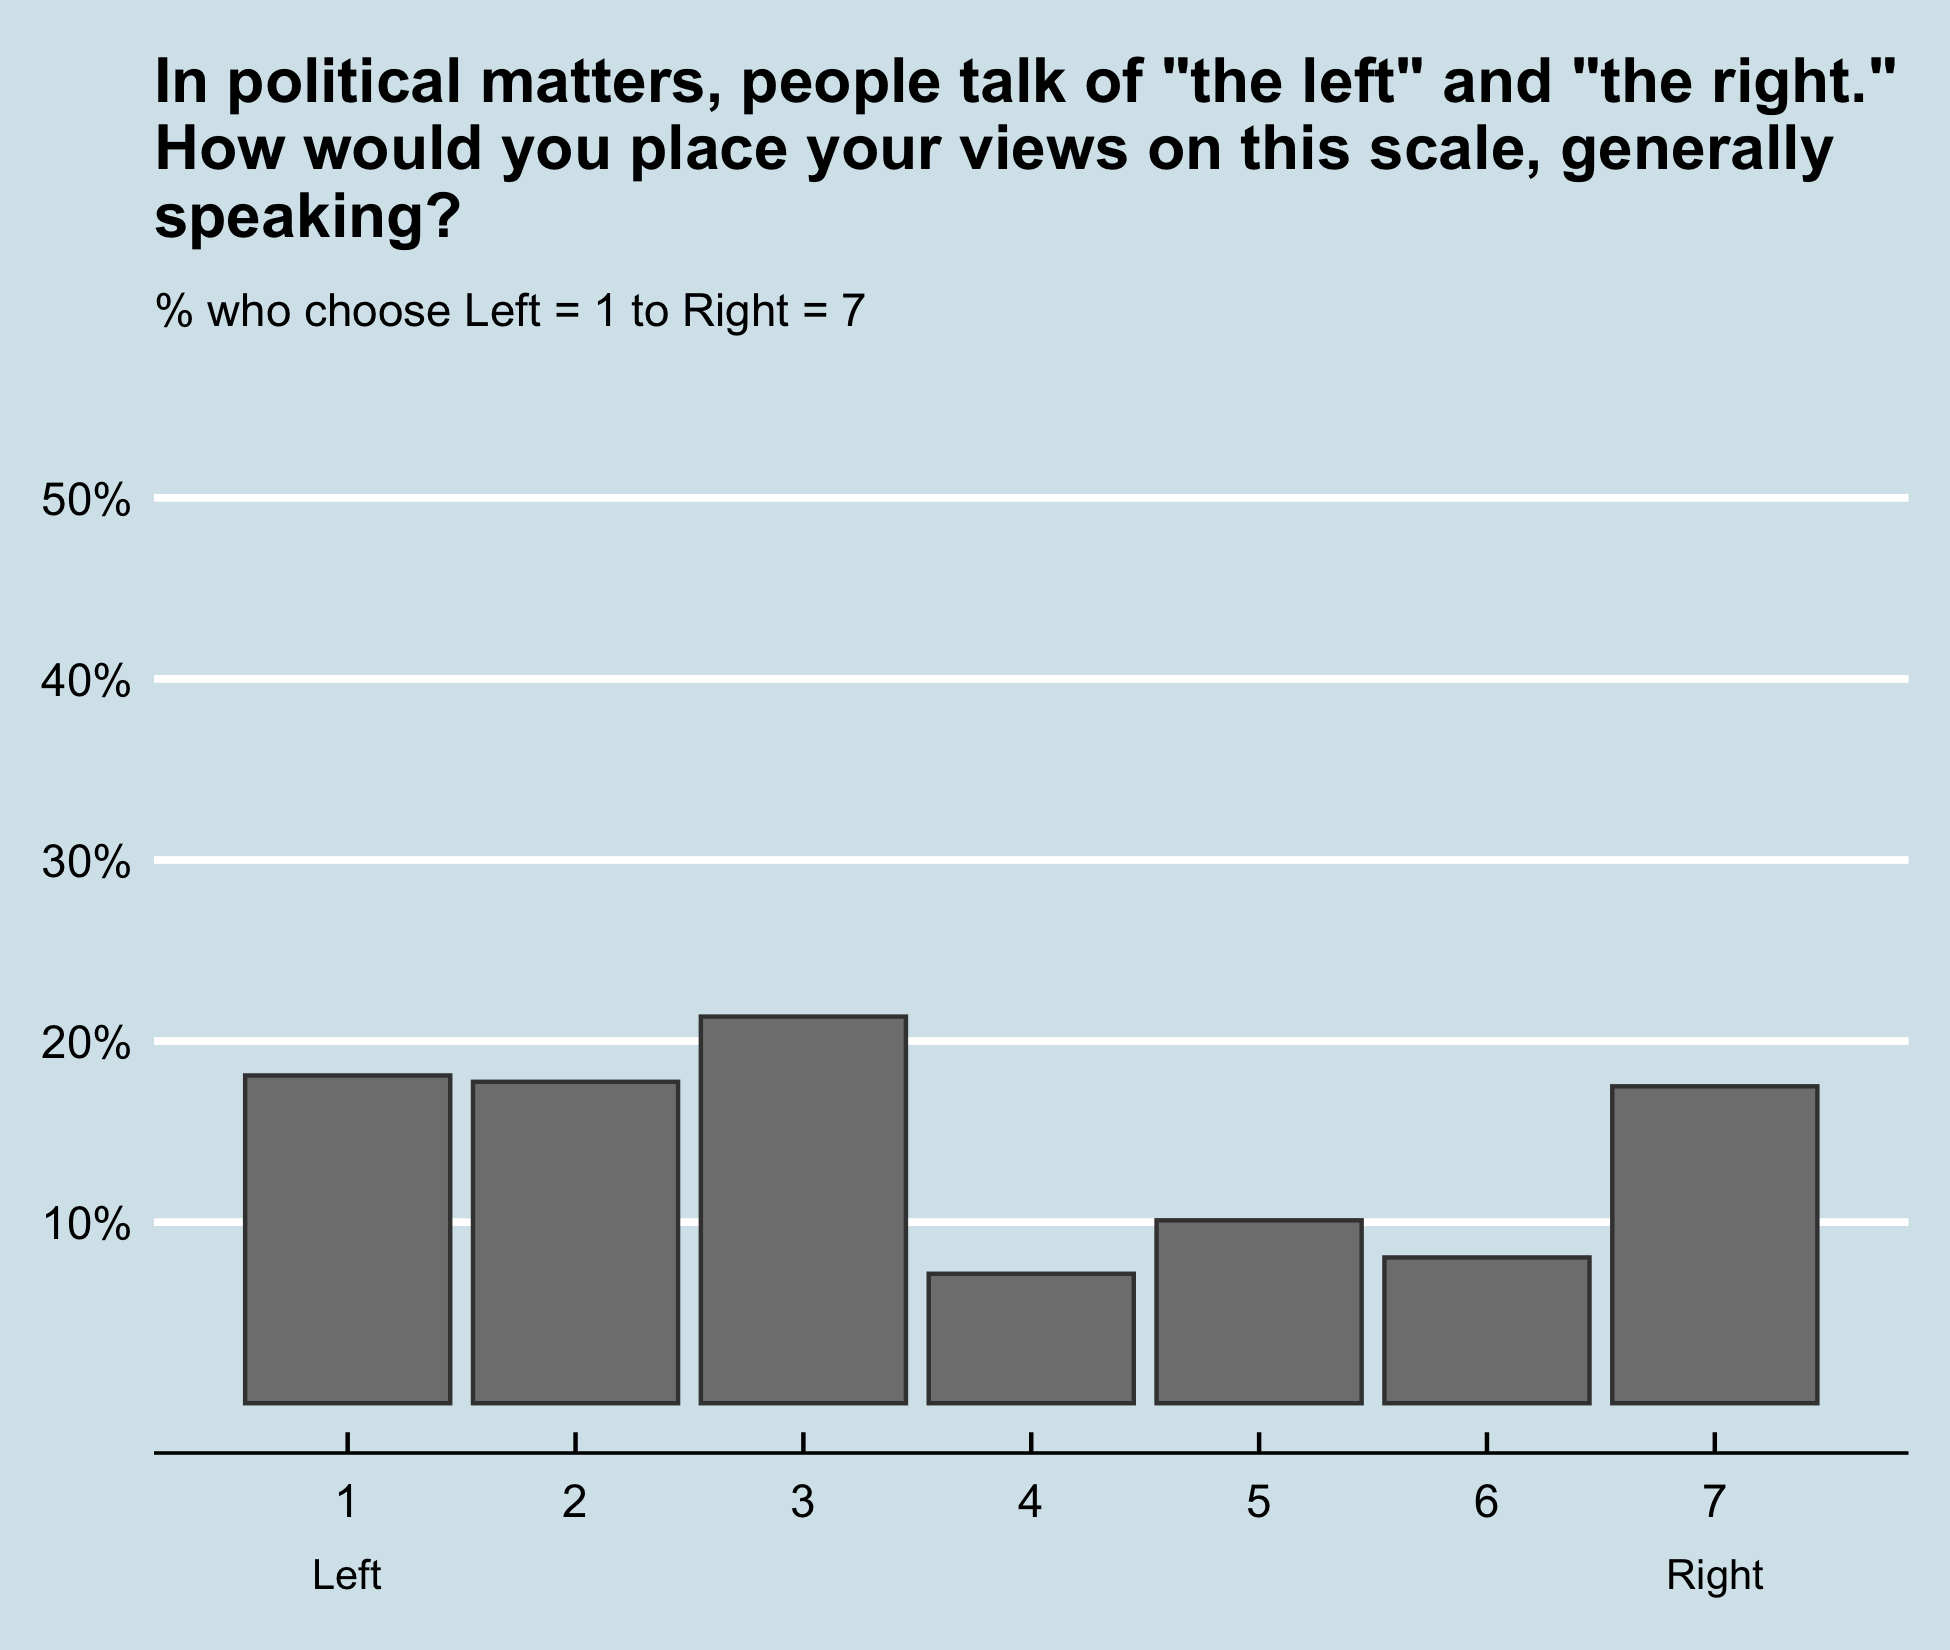 In political matters, people talk of "the left" and "the right."
How would you place your views on this scale, generally
speaking?
% who choose Left = 1 to Right = 7
50%
40%
30%
20%
10%
1 2 3 4 5 6 7
Left Right